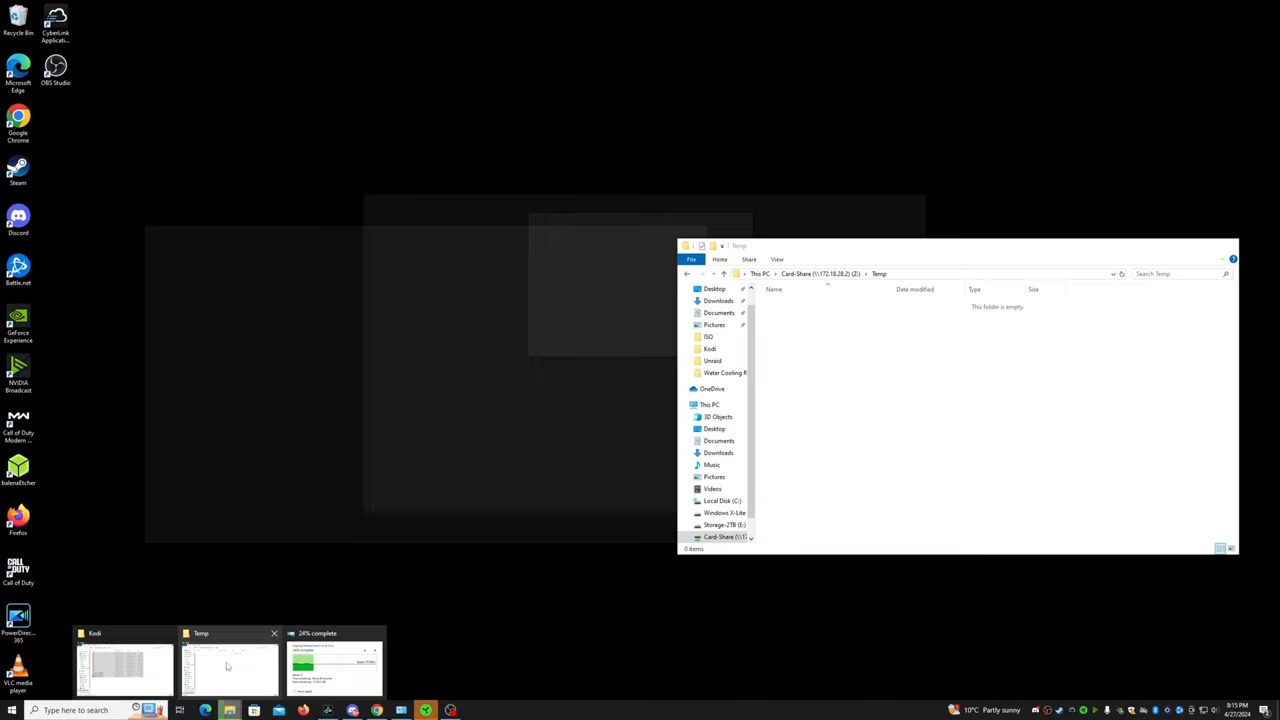 Recycle Bin
CyberLink
Applicati...
Microsoft
Edge
OBS Studio
Google
Chrome
Steam
Discord
Battle.net
GeForce
Experience
NVIDIA
Broadcast
Call of Duty
Modern ...
balenaEtcher
Firefox
Call of Duty
PowerDirec...
365
VLC media
player
Temp
File
Home
Share
View
This PC
Card-Share (\\172.18.28.2) (Z:)
Temp
Search Temp
Name
Date modified
Type
Size
This folder is empty.
Desktop
Downloads
Documents
Pictures
ISO
Kodi
Unraid
Water Cooling R
OneDrive
This PC
3D Objects
Desktop
Documents
Downloads
Music
Pictures
Videos
Local Disk (C:)
Windows X-Lite
Storage-2TB (E:)
Card-Share (\\17
0 items
Kodi
Temp
24% complete
Type here to search
10°C Partly sunny
8:15 PM
4/27/2024